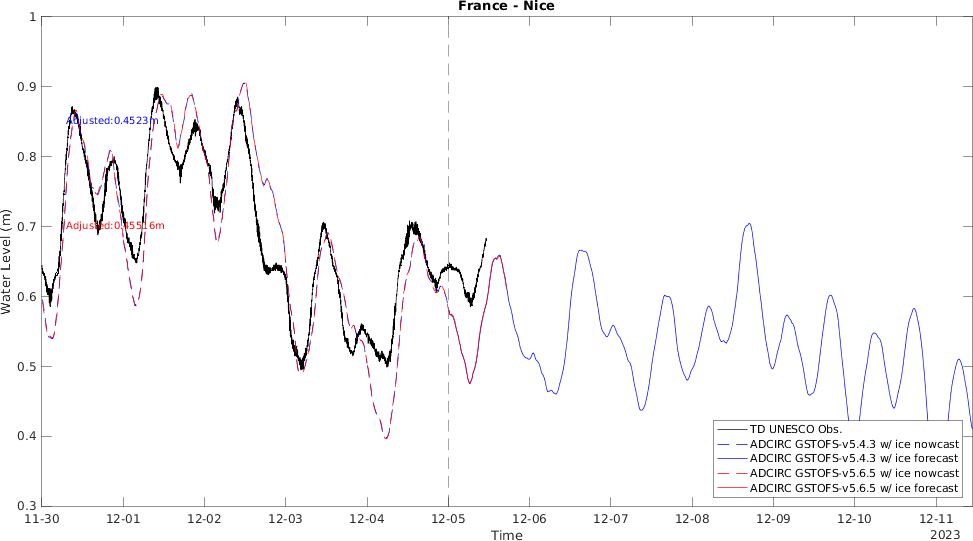 France - Nice
1
0.9
0.8
0.7
0.6
0.5
0.4
0.3
Water Level (m)
Adjusted:0.4523m
Adjusted:0.45516m
TD UNESCO Obs.
ADCIRC GSTOFS-v5.4.3 w/ ice nowcast
ADCIRC GSTOFS-v5.4.3 w/ ice forecast
ADCIRC GSTOFS-v5.6.5 w/ ice nowcast
ADCIRC GSTOFS-v5.6.5 w/ ice forecast
11-30 12-01 12-02 12-03 12-04 12-05 12-06 12-07 12-08 12-09 12-10 12-11
Time
2023